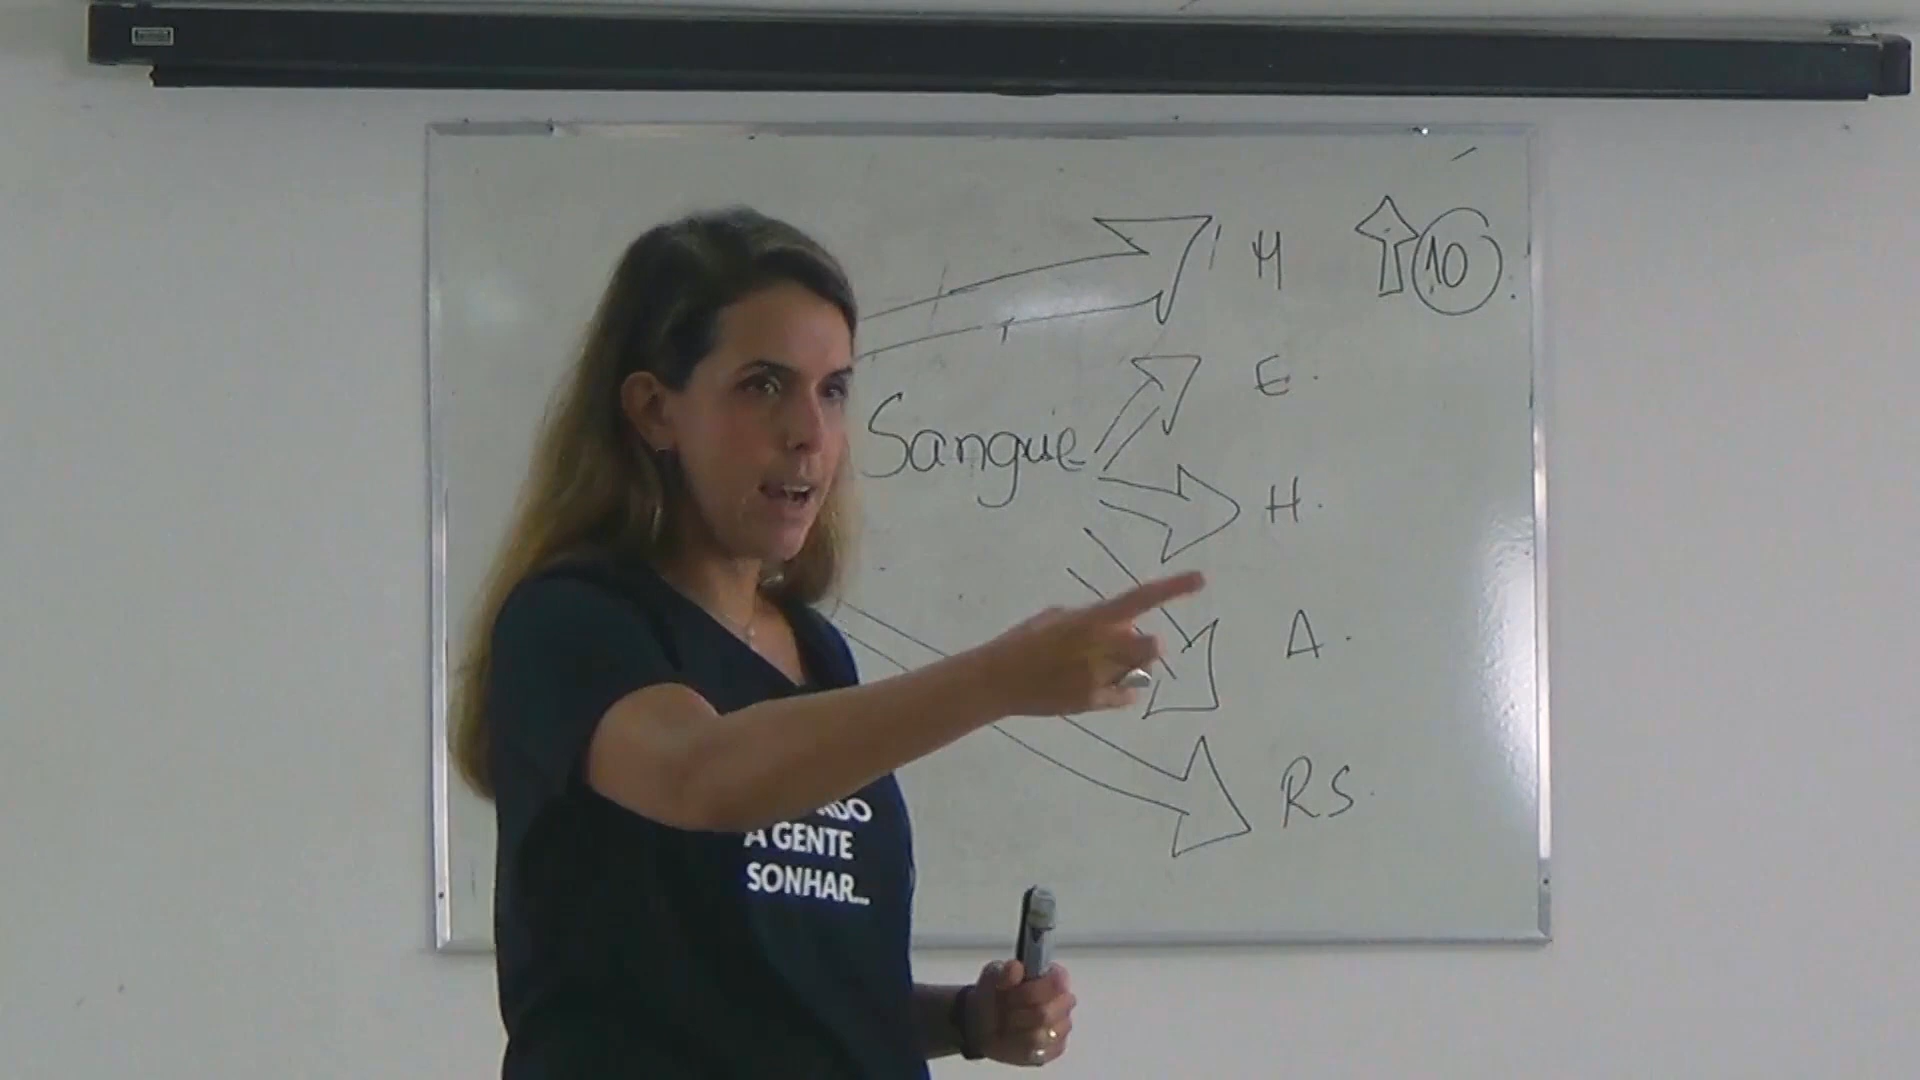 M 10
E.
Sangue
H.
A.
RS.
A GENTE
SONHAR...